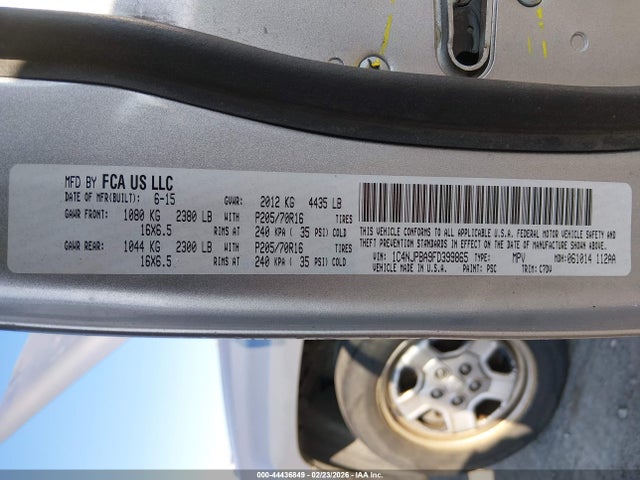 MFD BY FCA US LLC
DATE OF MFR(BUILT): 6-15 GVWR: 2012 KG 4435 LB
GAWR FRONT: 1080 KG 2380 LB WITH P205/70R16 TIRES
16X6.5 RIMS AT 240 KPA ( 35 PSI) COLD
GAWR REAR: 1044 KG 2300 LB WITH P205/70R16 TIRES
16X6.5 RIMS AT 240 KPA ( 35 PSI) COLD
THIS VEHICLE CONFORMS TO ALL APPLICABLE U.S.A. FEDERAL MOTOR VEHICLE
SAFETY, BUMPER, AND THEFT PREVENTION STANDARDS IN
EFFECT ON THE DATE OF MANUFACTURE SHOWN ABOVE.
VIN: 1C4NJPBA9FD399865 TYPE: MPV MDH: 061014 112AA
VEHICLE MADE IN U.S.A. PAINT: PSC TRIM: C7DV
000-44436849 - 02/23/2026 - IAAI.com